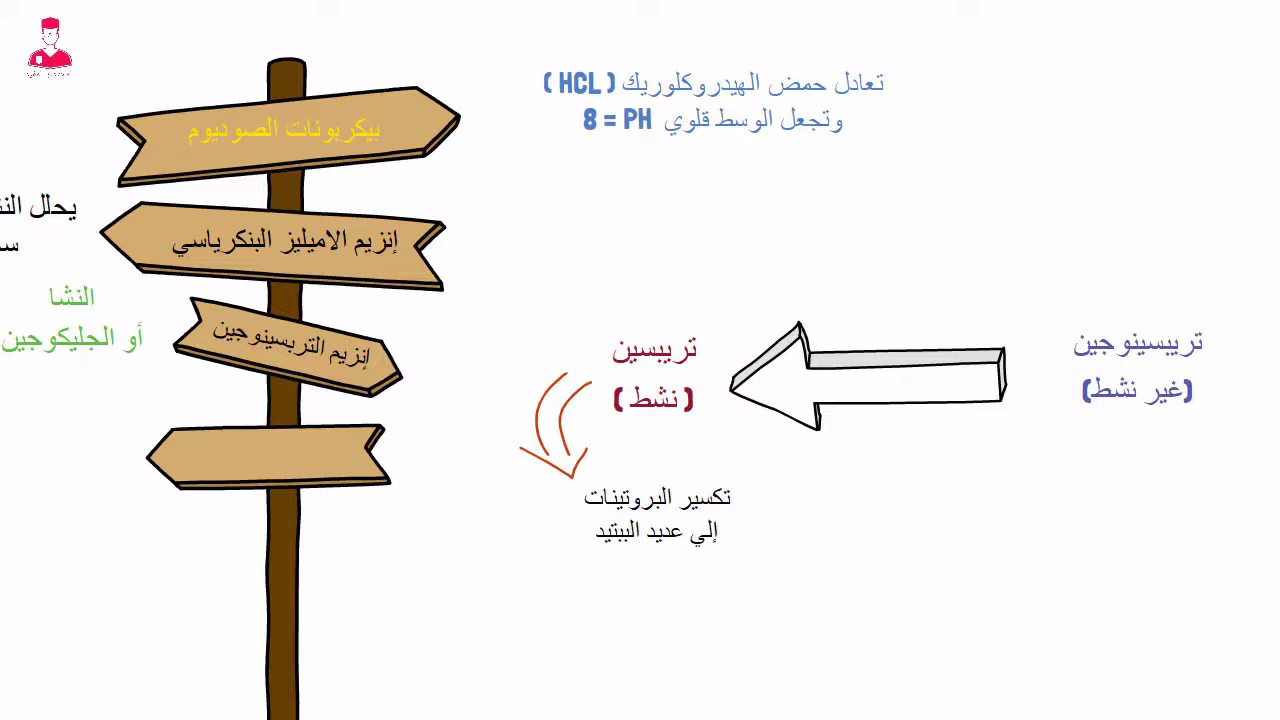 تعادل حمض الهيدروكلوريك ( HCL )
وتجعل الوسط قلوي PH = 8
بيكربونات الصوديوم
يحلل
إنزيم الاميليز البنكرياسي
النشا
أو الجليكوجين
إنزيم التربسينوجين
تريبسينوجين
(غير نشط)
تريبسين
( نشط )
تكسير البروتينات
إلي عديد الببتيد